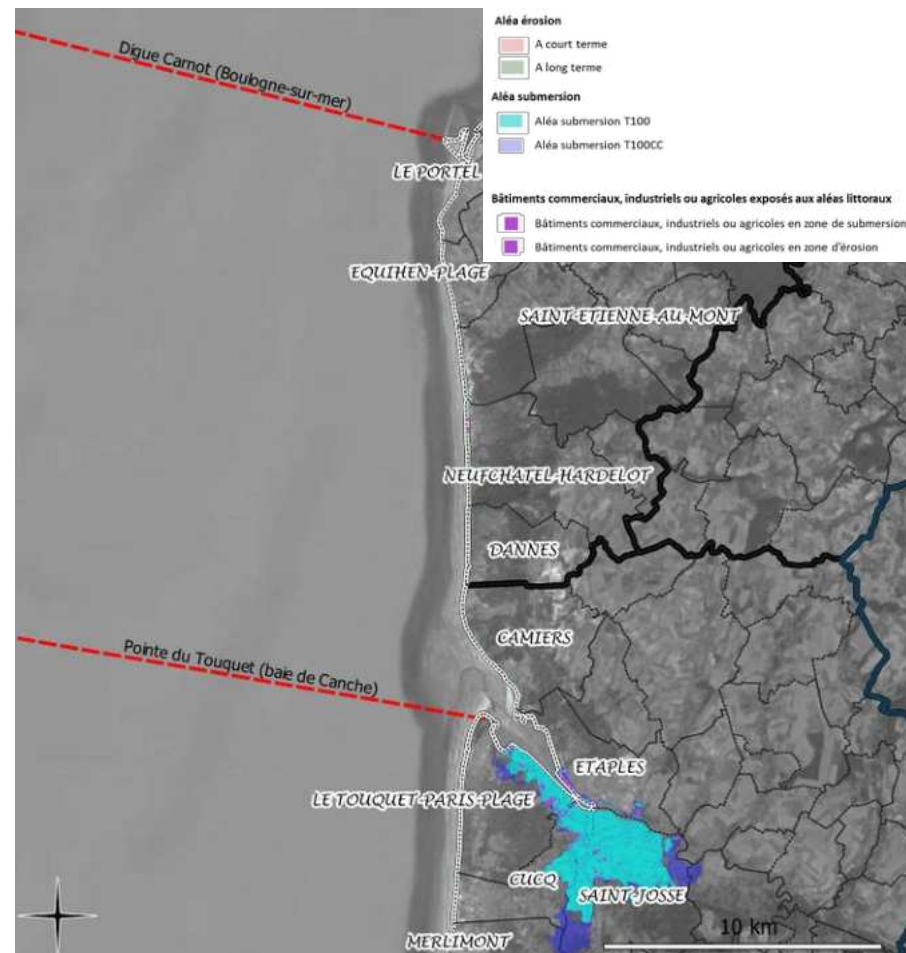 Aléa érosion
A court terme
A long terme
Aléa submersion
Aléa submersion T100
Aléa submersion T100CC
Bâtiments commerciaux, industriels ou agricoles exposés aux aléas littoraux
Bâtiments commerciaux, industriels ou agricoles en zone de submersion
Bâtiments commerciaux, industriels ou agricoles en zone d'érosion
Digue Carnot (Boulogne-sur-mer)
LE PORTEL
EQUIHEN-PLAGE
SAINT-ETIENNE-AU-MONT
NEUFCHATEL-HARDELOT
DANNES
CAMIERS
Pointe du Touquet (baie de Canche)
ETAPLES
LE TOUQUET-PARIS-PLAGE
CUCQ
SAINT-JOSSE
10 km
MERLIMONT